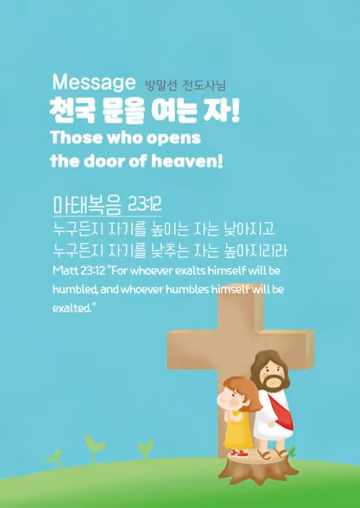 Message 방말선 전도사님
천국 문을 여는 자!
Those who opens
the door of heaven!
마태복음 23:12
누구든지 자기를 높이는 자는 낮아지고
누구든지 자기를 낮추는 자는 높아지리라
Matt 23:12 "For whoever exalts himself will be
humbled, and whoever humbles himself will be
exalted."